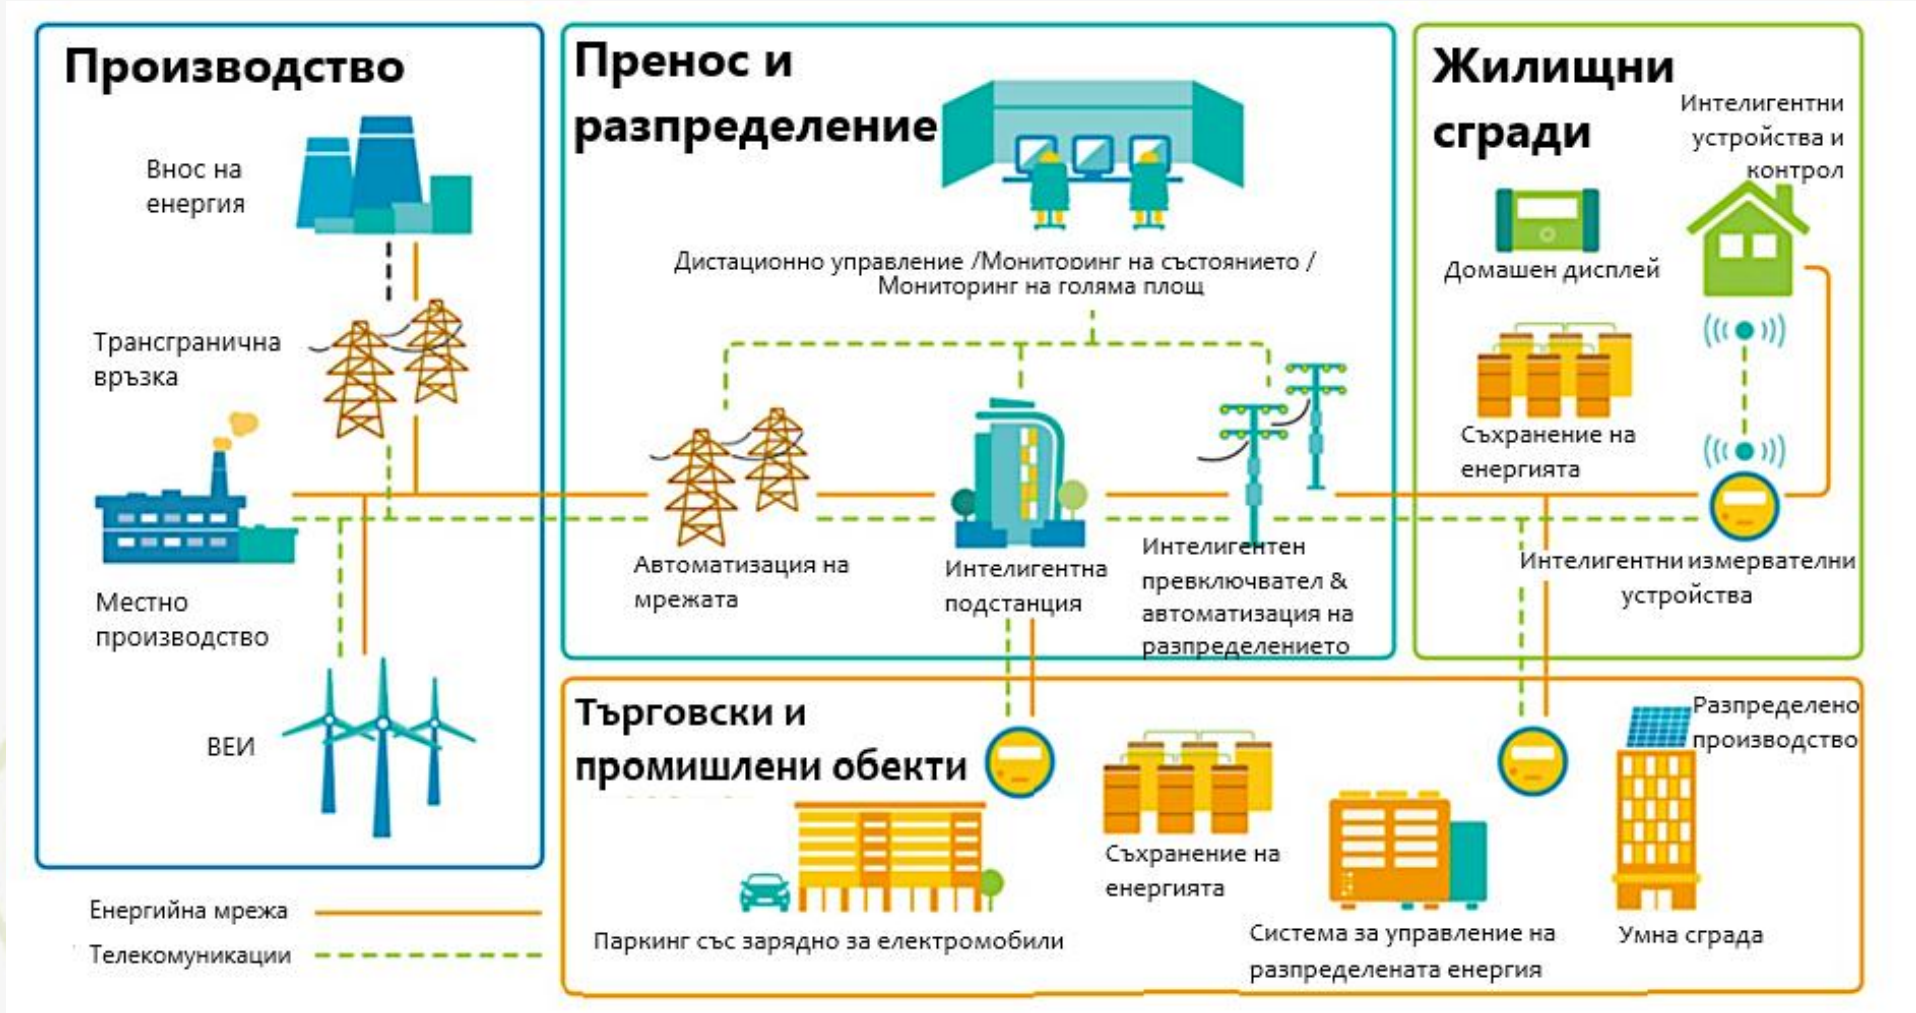 Производство
Внос на
енергия
Трансгранична
връзка
Местно
производство
ВЕИ
Енергийна мрежа
Телекомуникации
Пренос и
разпределение
Дистационно управление /Мониторинг на състоянието /
Мониторинг на голяма площ
Автоматизация на
мрежата
Интелигентна
подстанция
Интелигентен
превключвател &
автоматизация на
разпределението
Жилищни
сгради
Интелигентни
устройства и
контрол
Домашен дисплей
Съхранение на
енергията
Интелигентни измервателни
устройства
Търговски и
промишлени обекти
Паркинг със зарядно за електромобили
Съхранение на
енергията
Система за управление на
разпределената енергия
Разпределено
производство
Умна сграда